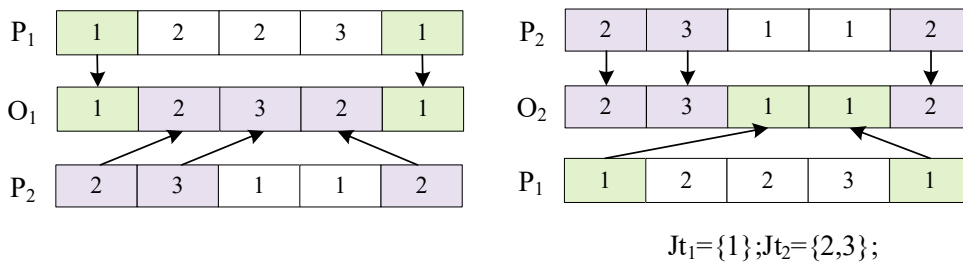 P₁ 1 2 2 3 1
O₁ 1 2 3 2 1
P₂ 2 3 1 1 2
P₂ 2 3 1 1 2
O₂ 2 3 1 1 2
P₁ 1 2 2 3 1
Jt₁={1};Jt₂={2,3};